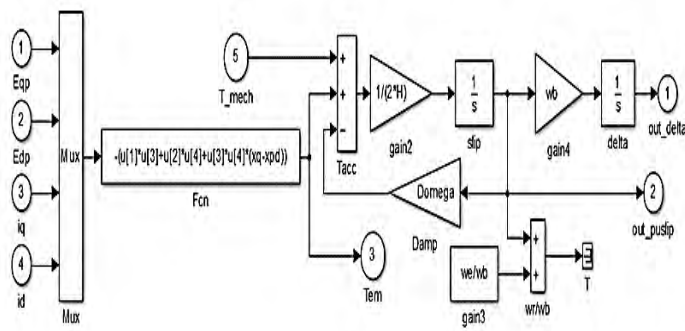 1
Eqp
2
Edp
3
iq
4
id
Mux
Mux
-(u[1]*u[3]+u[2]*u[4]+u[3]*u[4]*(xq-xpd))
Fcn
5
T_mech
+
+
−
Tacc
1/(2*H)
gain2
1
s
slip
wb
gain4
1
s
delta
1
out_delta
Domega
Damp
2
out_puslip
3
Tem
we/wb
gain3
+
+
wr/wb
T